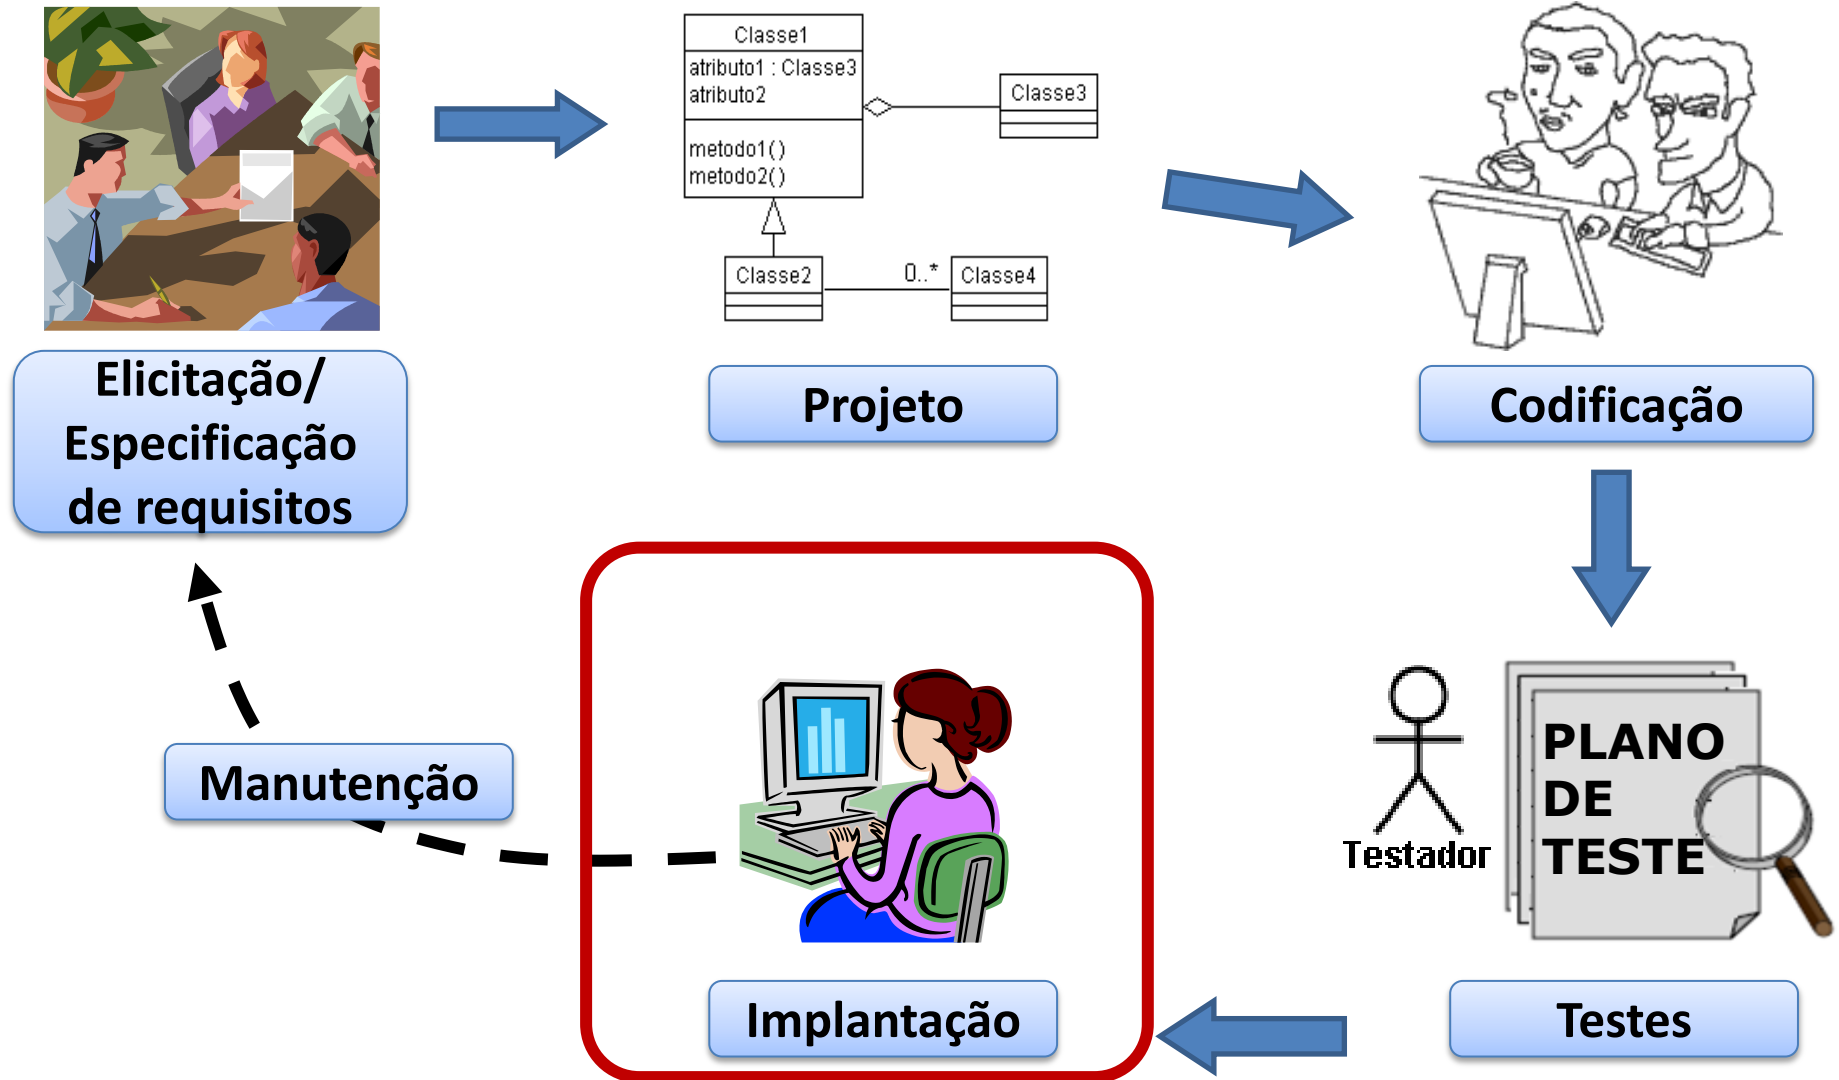 Classe1
atributo1 : Classe3
atributo2
metodo1()
metodo2()
Classe3
Classe2
0..*
Classe4
Elicitação/
Especificação
de requisitos
Projeto
Codificação
Manutenção
PLANO
DE
TESTE
Testador
Implantação
Testes